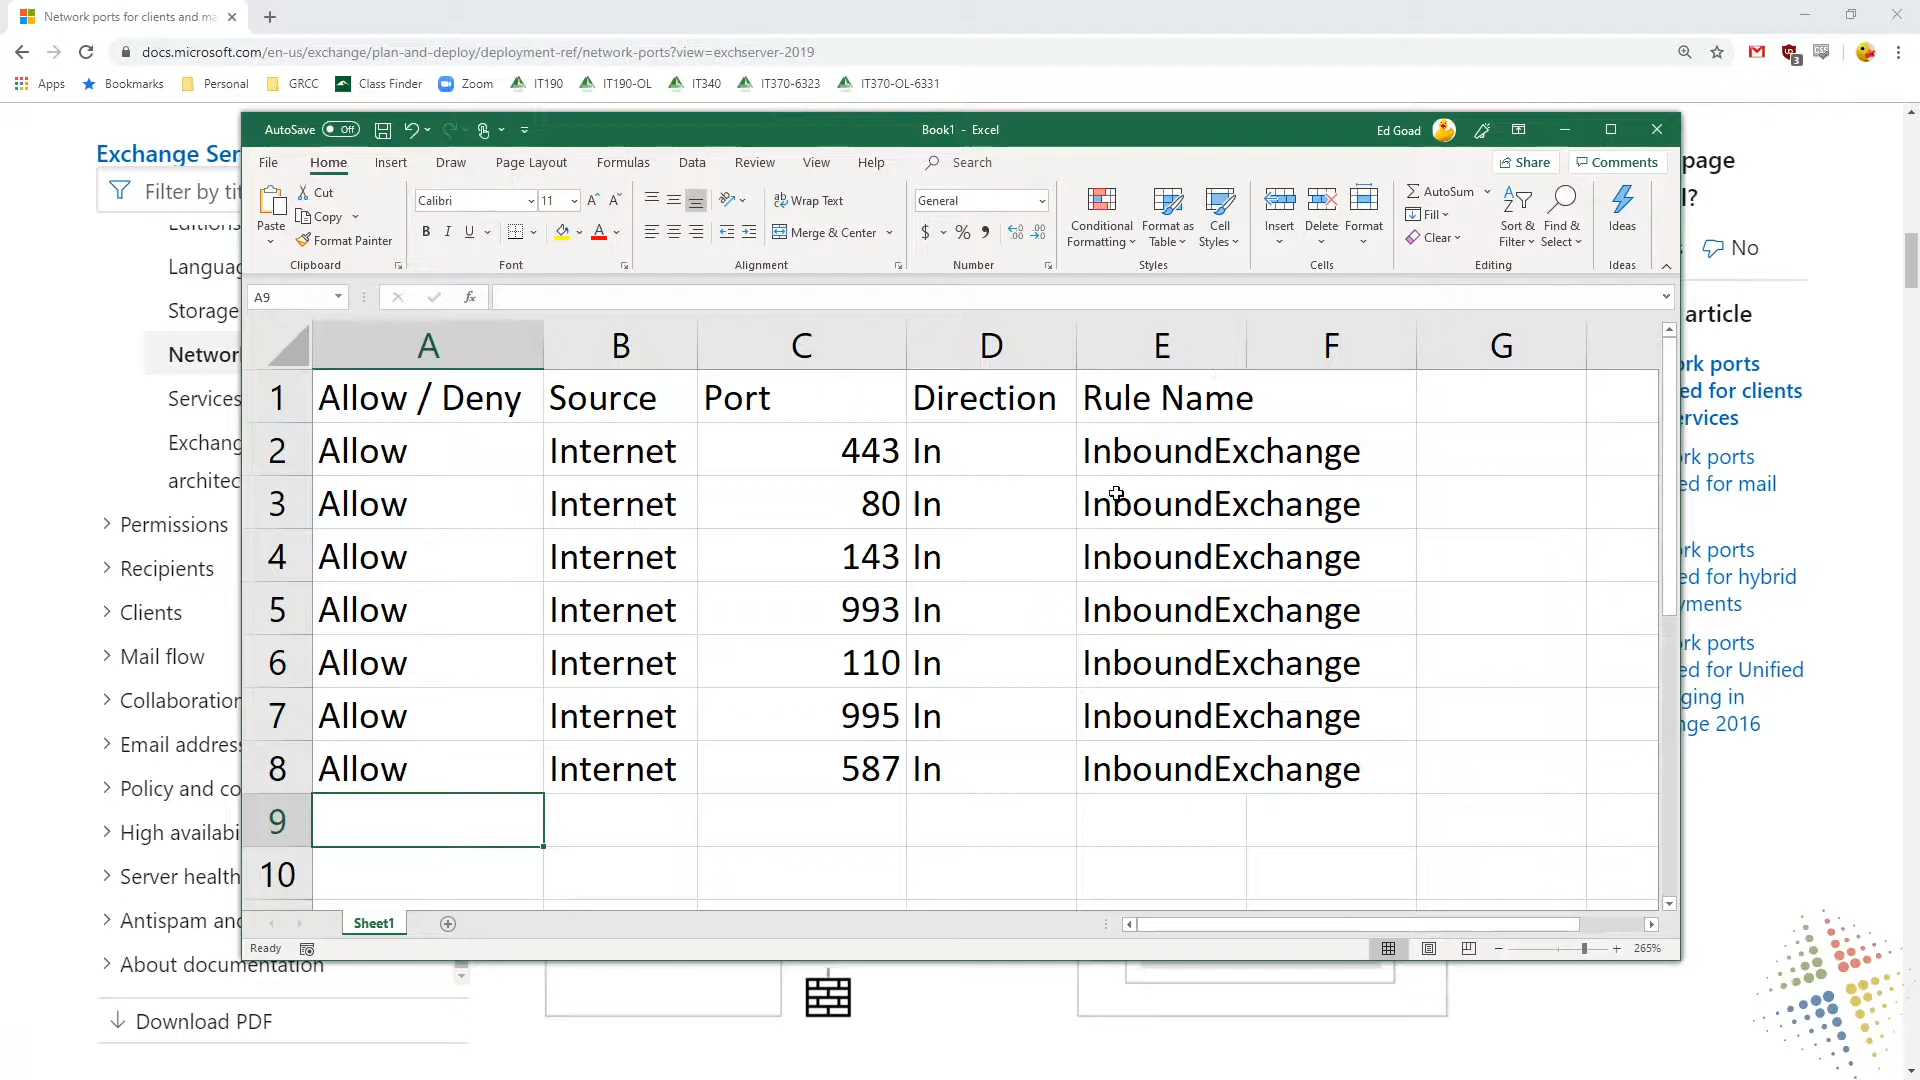 Network ports for clients and ma
docs.microsoft.com/en-us/exchange/plan-and-deploy/deployment-ref/network-ports?view=exchserver-2019
3
Apps Bookmarks Personal GRCC Class Finder Zoom IT190 IT190-OL IT340 IT370-6323 IT370-OL-6331
AutoSave Off Book1 - Excel Ed Goad
File Home Insert Draw Page Layout Formulas Data Review View Help Search Share Comments
Paste Cut Copy Format Painter Clipboard
Calibri 11 B I U A Font
Wrap Text Merge & Center Alignment
General $ % Number
Conditional Formatting Format as Table Cell Styles Styles
Insert Delete Format Cells
AutoSum Fill Clear Sort & Filter Find & Select Editing
Ideas Ideas
A9 fx
A B C D E F G
1 Allow / Deny Source Port Direction Rule Name
2 Allow Internet 443 In InboundExchange
3 Allow Internet 80 In InboundExchange
4 Allow Internet 143 In InboundExchange
5 Allow Internet 993 In InboundExchange
6 Allow Internet 110 In InboundExchange
7 Allow Internet 995 In InboundExchange
8 Allow Internet 587 In InboundExchange
9
10
Sheet1
Ready 265%
Exchange Ser
Filter by tit
Editions
Languag
Storage
Networ
Services
Exchang
architec
Permissions
Recipients
Clients
Mail flow
Collaboration
Email address
Policy and co
High availabi
Server health
Antispam and
About documentation
Download PDF
page
l?
No
article
rk ports
ed for clients
ervices
rk ports
ed for mail
rk ports
ed for hybrid
yments
rk ports
ed for Unified
ging in
nge 2016